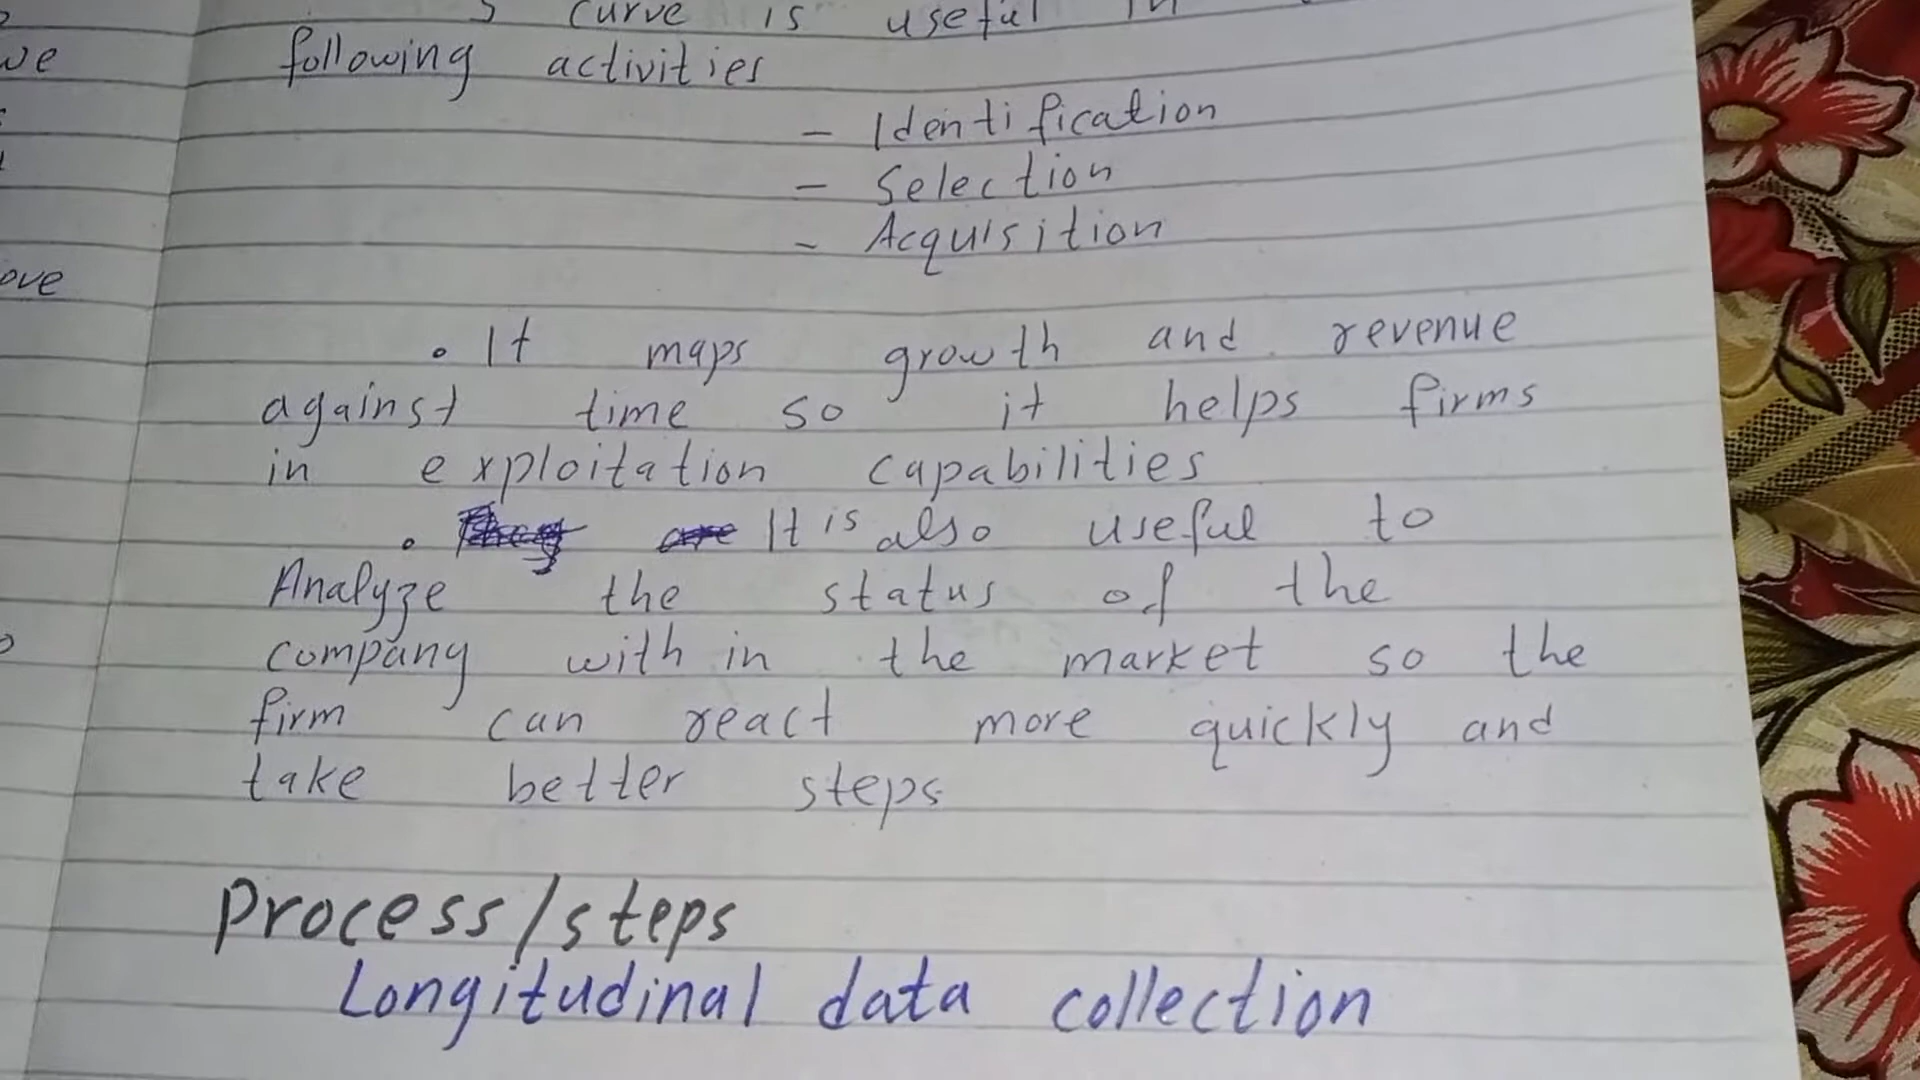 S curve is useful in
following activities
- Identification
- Selection
- Acquisition
• It maps growth and revenue
against time so it helps firms
in exploitation capabilities
• It is also useful to
Analyze the status of the
company with in the market so the
firm can react more quickly and
take better steps
Process/steps
Longitudinal data collection